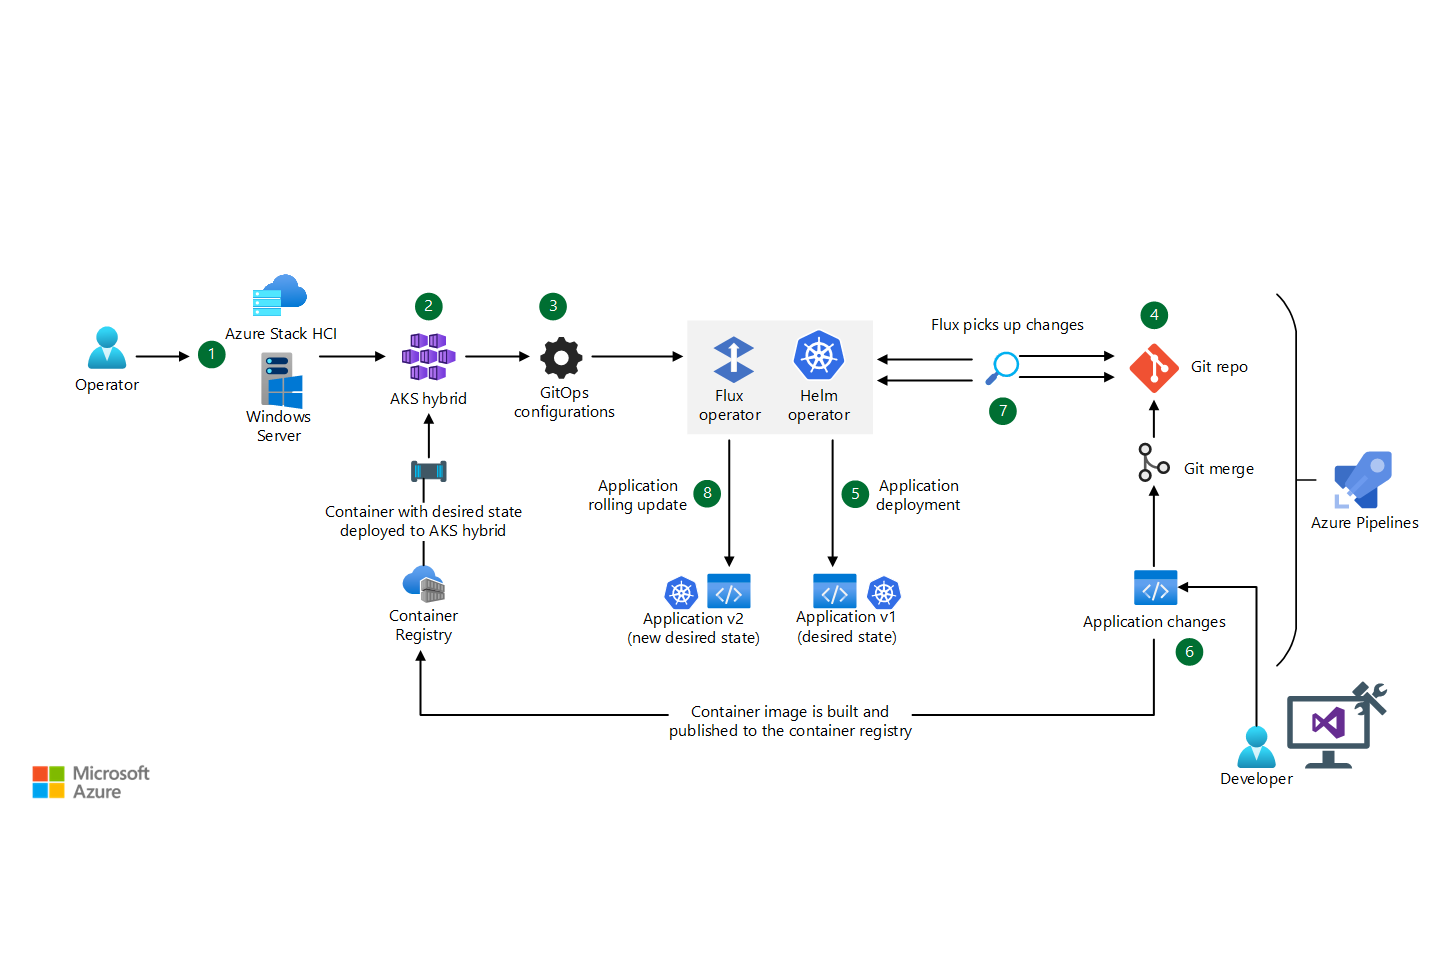 Operator
1
Azure Stack HCI
Windows
Server
2
AKS hybrid
3
GitOps
configurations
Flux
operator
Helm
operator
Flux picks up changes
7
4
Git repo
Git merge
Azure Pipelines
Container with desired state
deployed to AKS hybrid
Container
Registry
Application
rolling update
8
5
Application
deployment
Application v2
(new desired state)
Application v1
(desired state)
Application changes
6
Container image is built and
published to the container registry
Developer
Microsoft
Azure